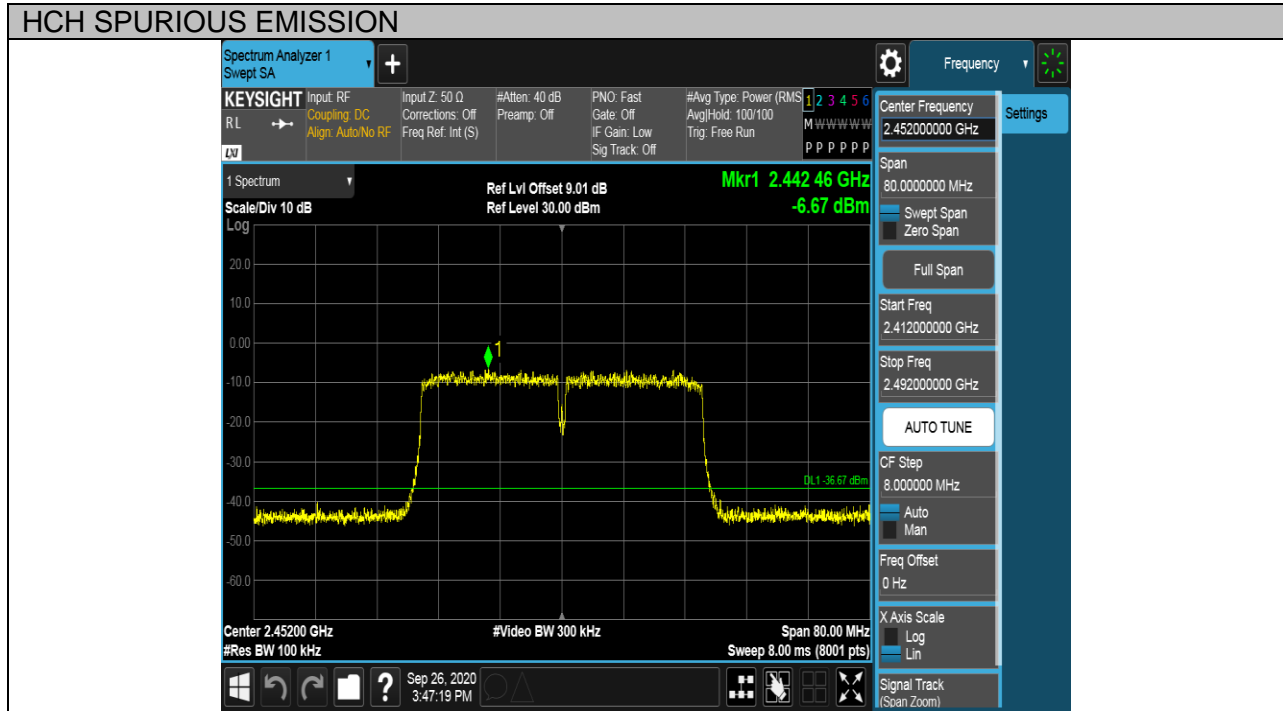 HCH SPURIOUS EMISSION
Spectrum Analyzer 1
Swept SA
+
Frequency
KEYSIGHT
RL
LXI
Input: RF
Coupling: DC
Align: Auto/No RF
Input Z: 50 Ω
Corrections: Off
Freq Ref: Int (S)
#Atten: 40 dB
Preamp: Off
PNO: Fast
Gate: Off
IF Gain: Low
Sig Track: Off
#Avg Type: Power (RMS
Avg|Hold: 100/100
Trig: Free Run
1 2 3 4 5 6
M W W W W W
P P P P P P
1 Spectrum
Scale/Div 10 dB
Log
Ref Lvl Offset 9.01 dB
Ref Level 30.00 dBm
Mkr1 2.442 46 GHz
-6.67 dBm
20.0
10.0
0.00
-10.0
-20.0
-30.0
-40.0
-50.0
-60.0
1
DL1 -36.67 dBm
Center 2.45200 GHz
#Res BW 100 kHz
#Video BW 300 kHz
Span 80.00 MHz
Sweep 8.00 ms (8001 pts)
?
Sep 26, 2020
3:47:19 PM
Center Frequency
2.452000000 GHz
Settings
Span
80.0000000 MHz
Swept Span
Zero Span
Full Span
Start Freq
2.412000000 GHz
Stop Freq
2.492000000 GHz
AUTO TUNE
CF Step
8.000000 MHz
Auto
Man
Freq Offset
0 Hz
X Axis Scale
Log
Lin
Signal Track
(Span Zoom)